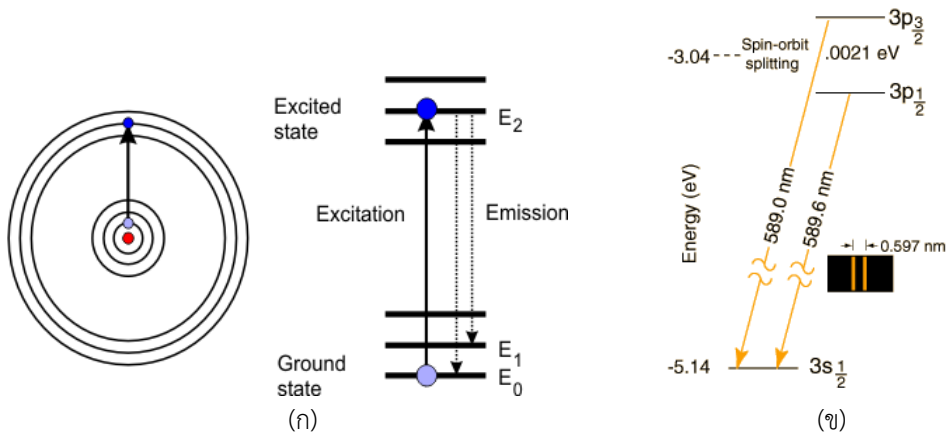 Excited
state
E2
Excitation
Emission
E1
Ground
state
E0
(ก)
3p3/2
-3.04
Spin-orbit
splitting
.0021 eV
3p1/2
Energy (eV)
589.0 nm
589.6 nm
0.597 nm
-5.14
3s1/2
(ข)